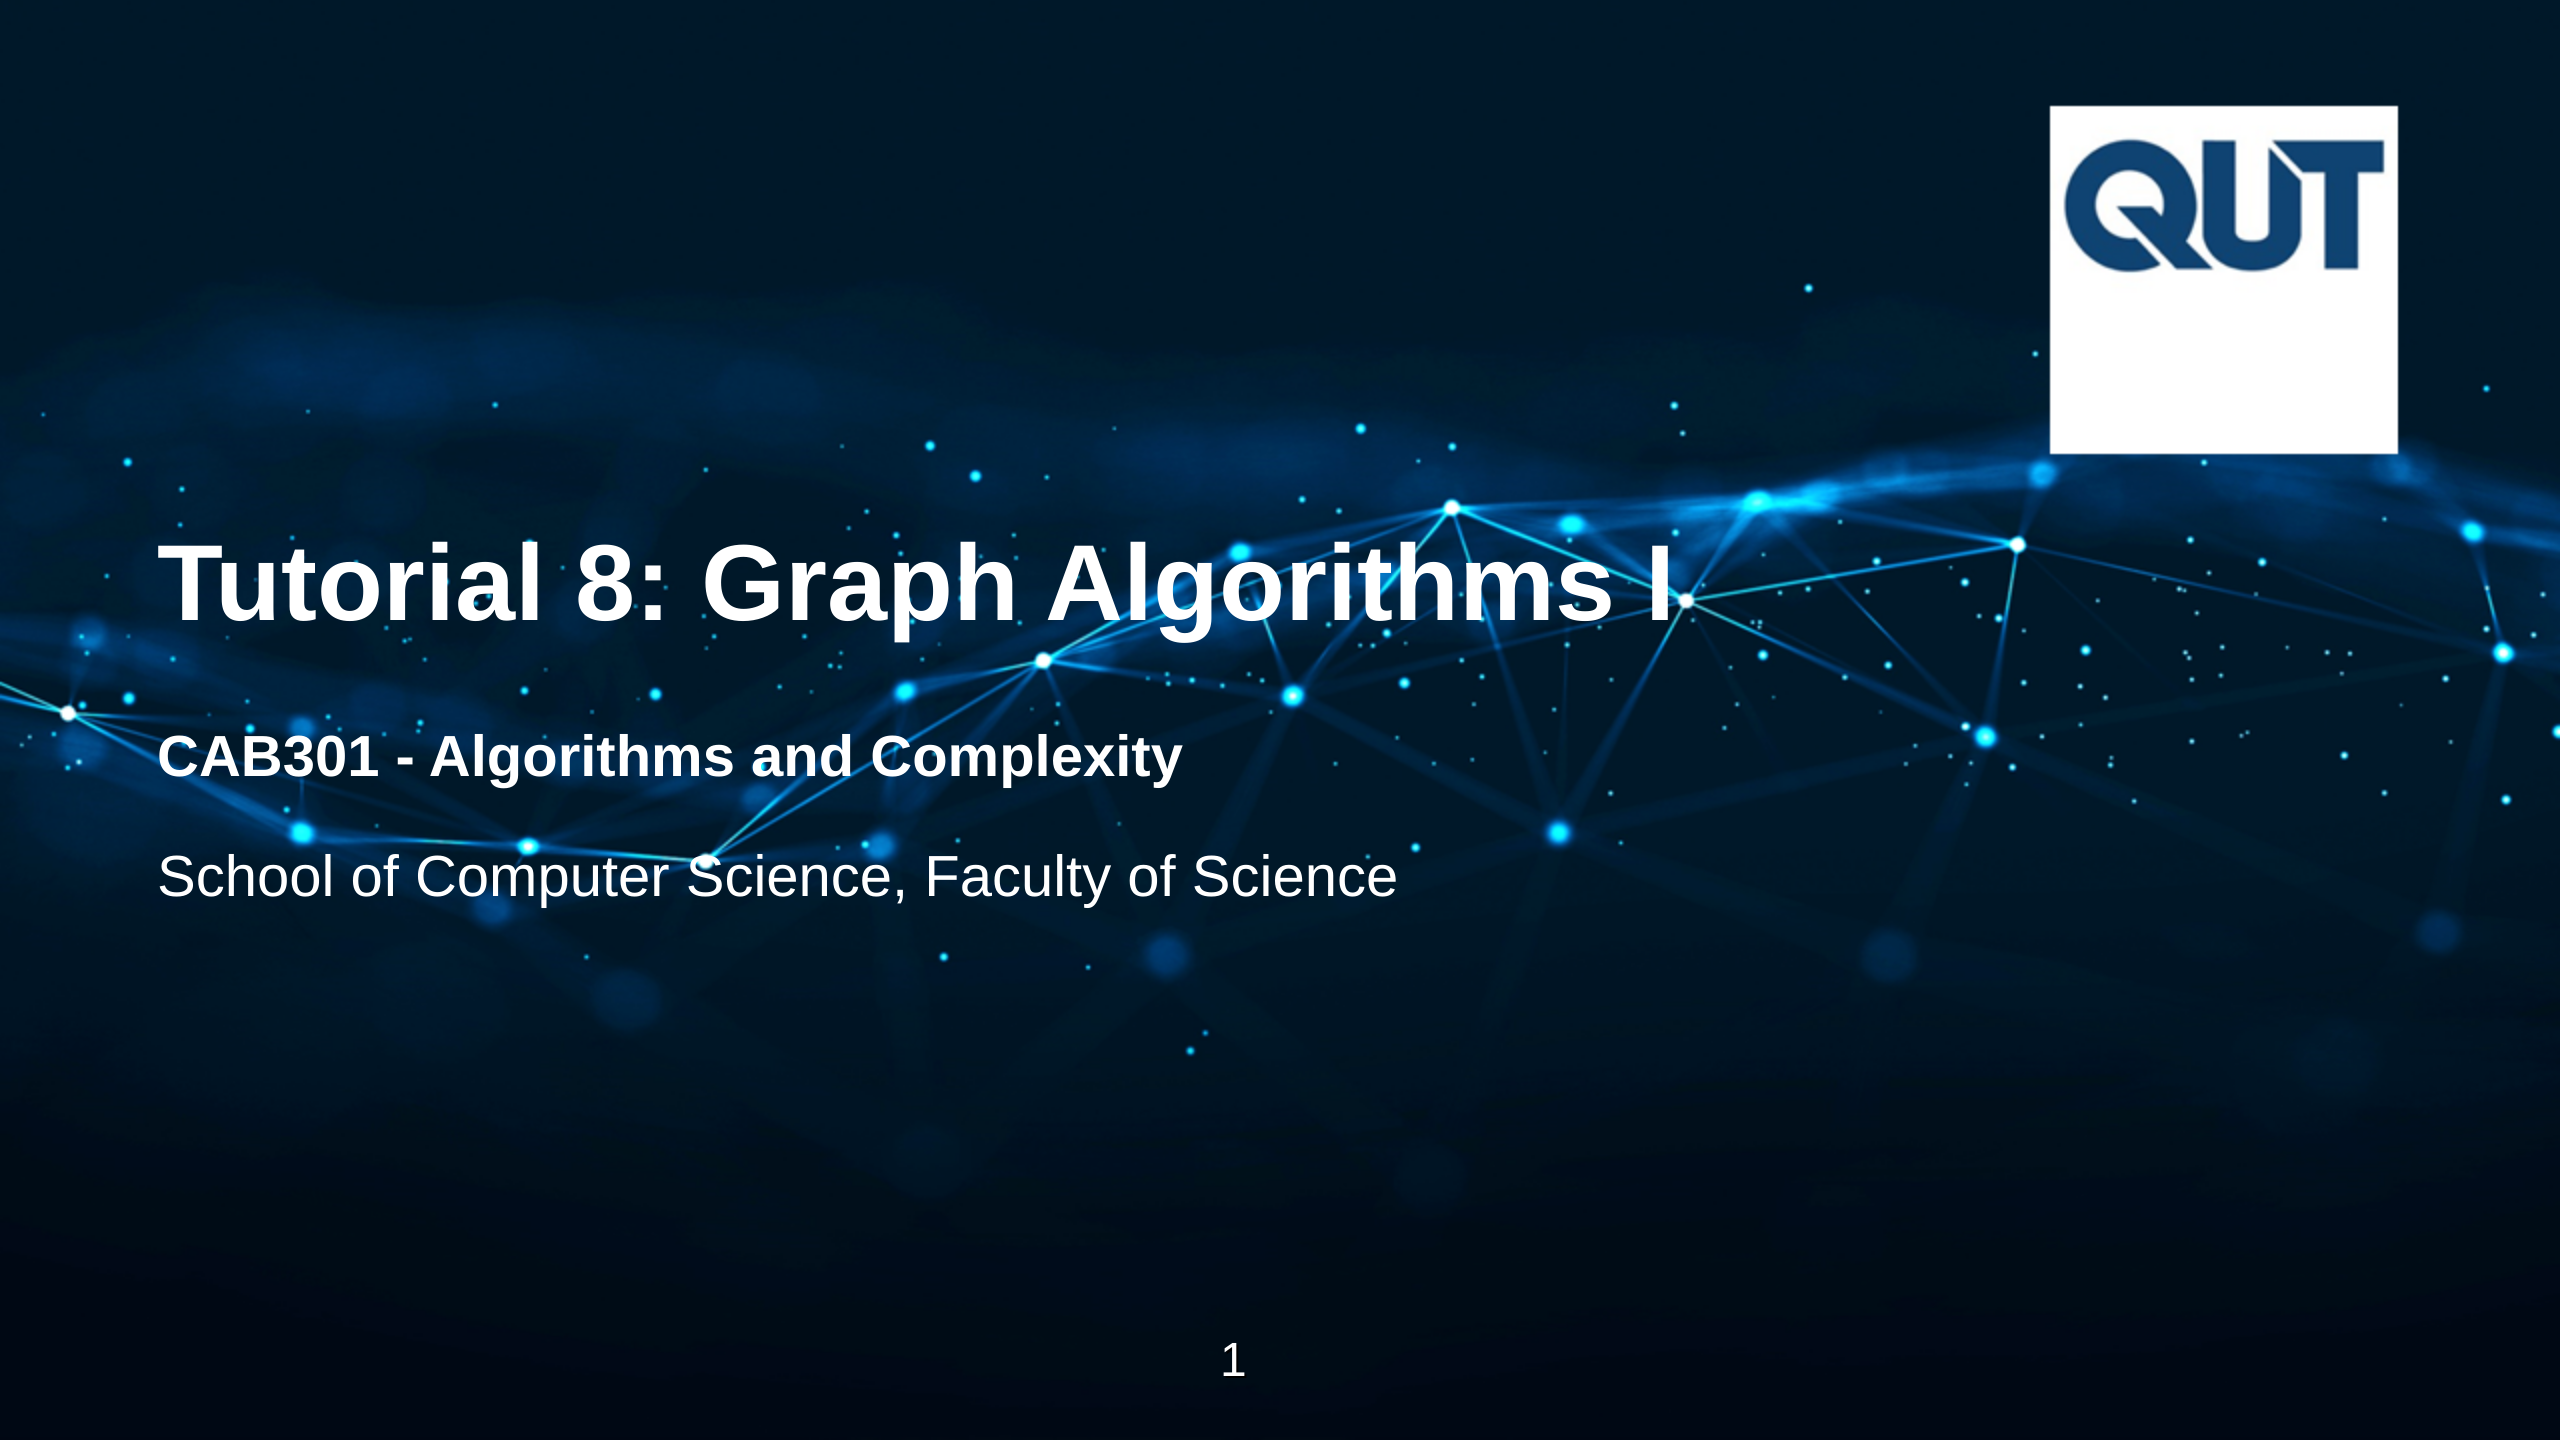 QUT
Tutorial 8: Graph Algorithms I
CAB301 - Algorithms and Complexity
School of Computer Science, Faculty of Science
1